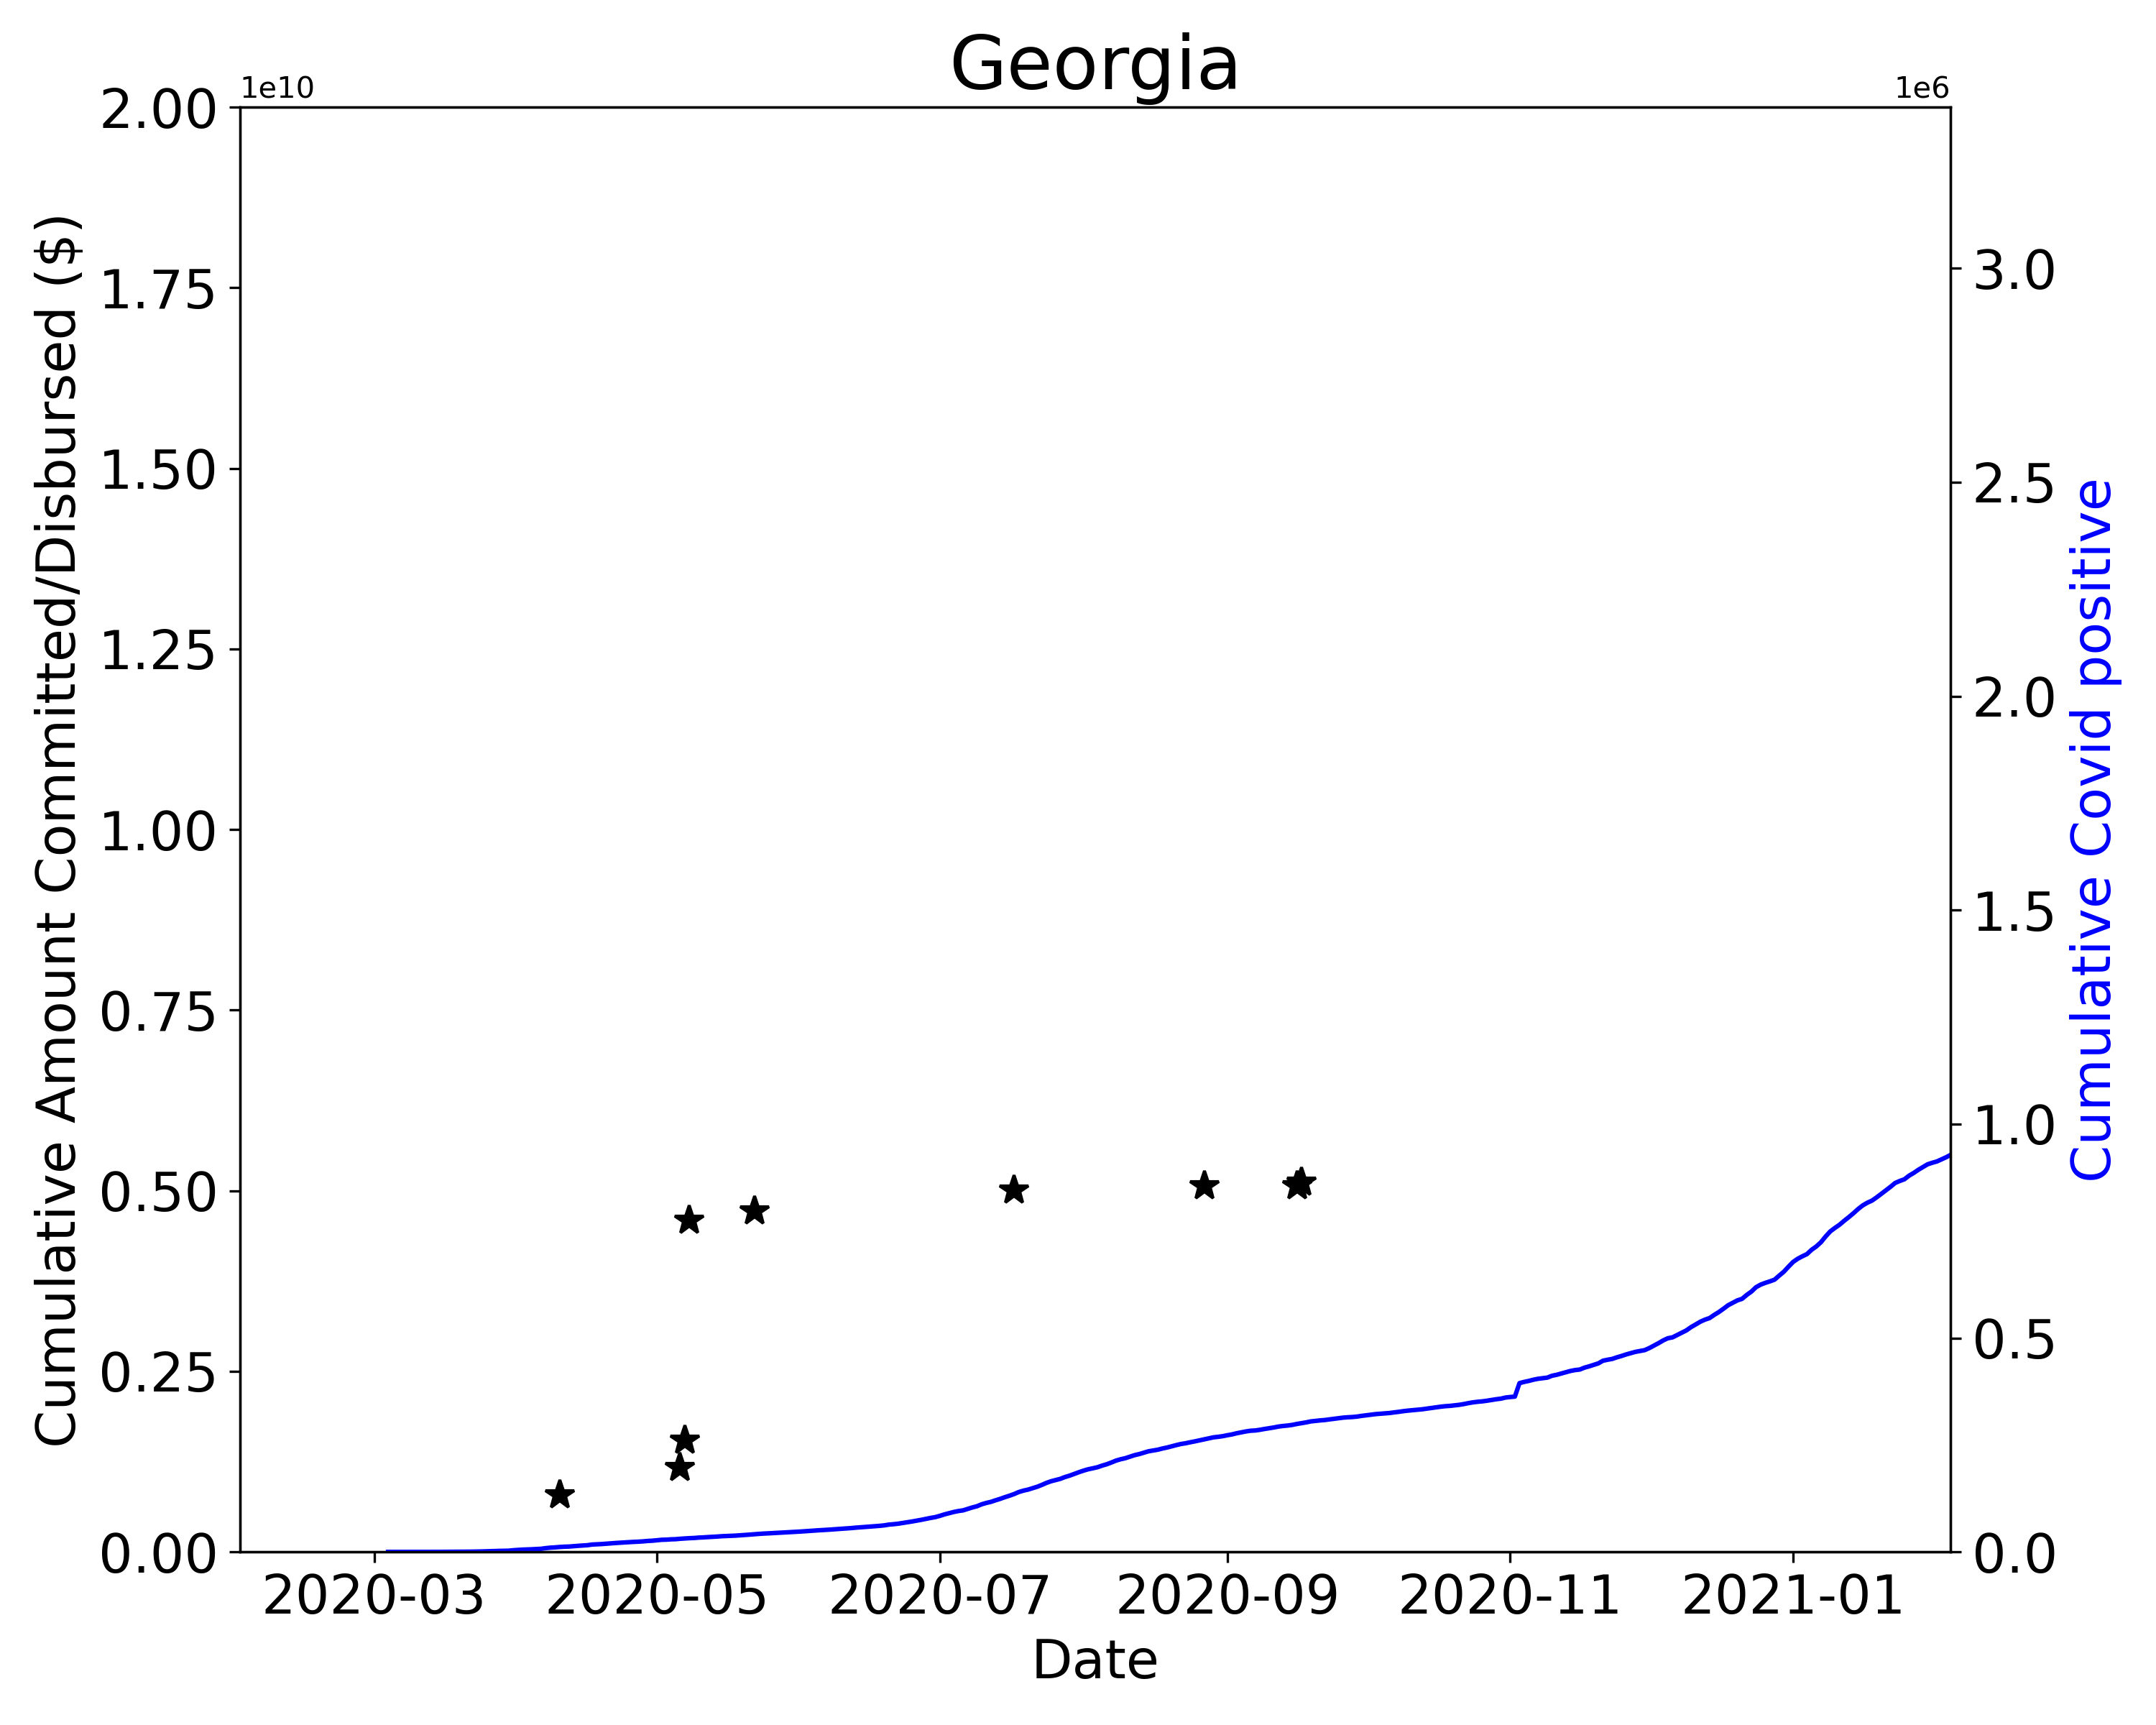 Georgia
1e10
1e6
2.00
1.75
1.50
1.25
1.00
0.75
0.50
0.25
0.00
Cumulative Amount Committed/Disbursed ($)
3.0
2.5
2.0
1.5
1.0
0.5
0.0
Cumulative Covid positive
2020-03 2020-05 2020-07 2020-09 2020-11 2021-01
Date